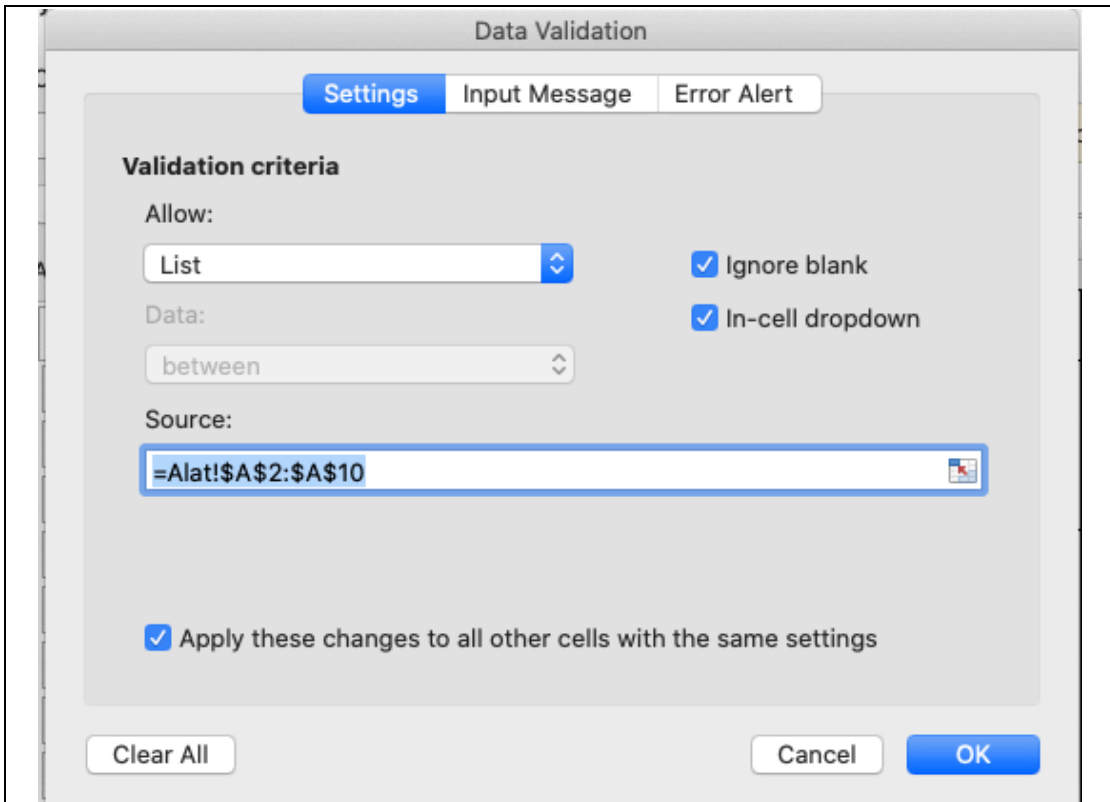 Data Validation
Settings Input Message Error Alert
Validation criteria
Allow:
List
Ignore blank
Data:
In-cell dropdown
between
Source:
=Alat!$A$2:$A$10
Apply these changes to all other cells with the same settings
Clear All Cancel OK